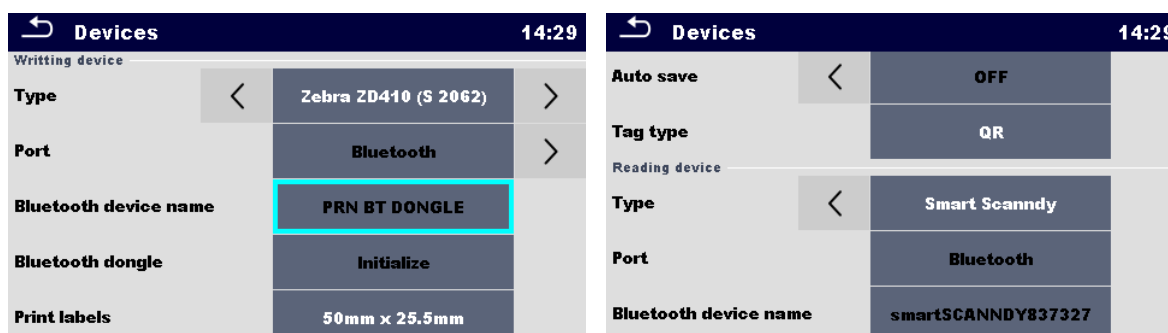 Devices 14:29
Writting device
Type Zebra ZD410 (S 2062)
Port Bluetooth
Bluetooth device name PRN BT DONGLE
Bluetooth dongle Initialize
Print labels 50mm x 25.5mm
Devices 14:29
Auto save OFF
Tag type QR
Reading device
Type Smart Scanndy
Port Bluetooth
Bluetooth device name smartSCANNDY837327